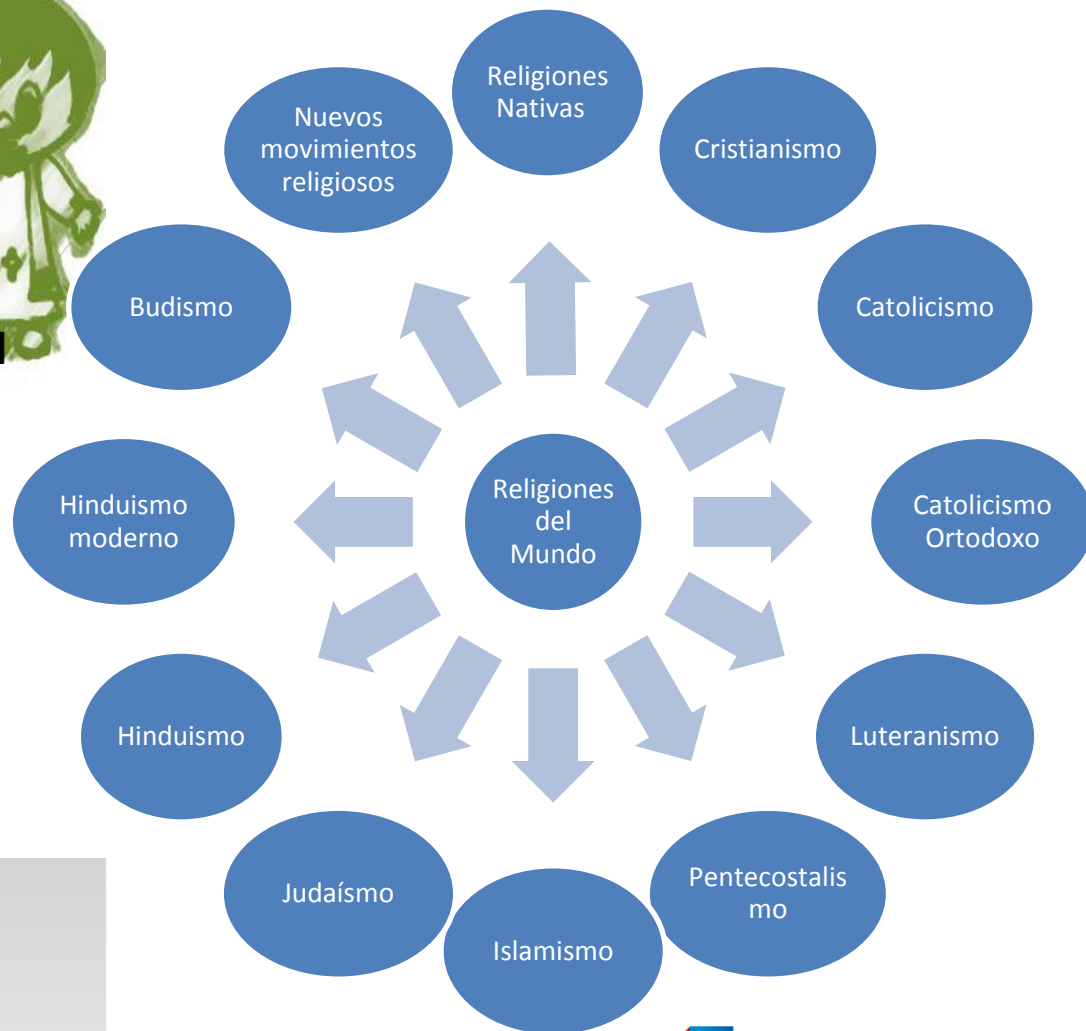 Religiones
Nativas
Nuevos
movimientos
religiosos
Cristianismo
Budismo
Catolicismo
Hinduismo
moderno
Religiones
del
Mundo
Catolicismo
Ortodoxo
Hinduismo
Luteranismo
Judaísmo
Pentecostalis
mo
Islamismo